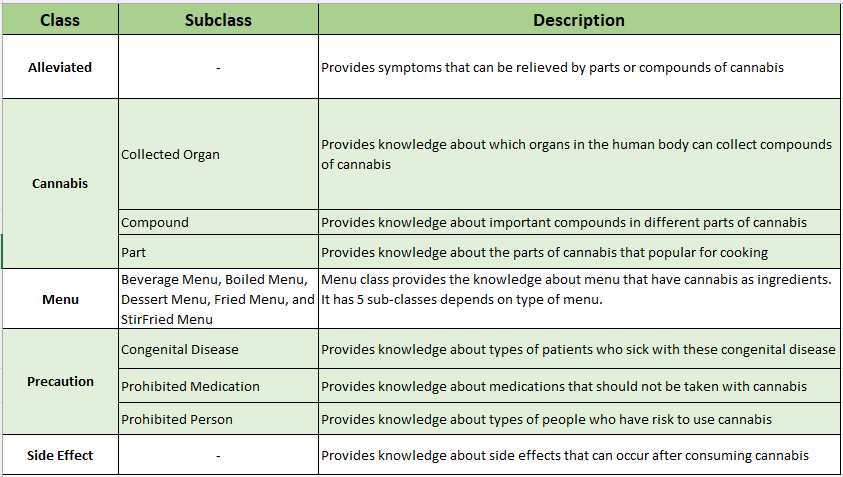 Class Subclass Description
Alleviated - Provides symptoms that can be relieved by parts or compounds of cannabis
Cannabis
Collected Organ
Provides knowledge about which organs in the human body can collect compounds
of cannabis
Compound Provides knowledge about important compounds in different parts of cannabis
Part Provides knowledge about the parts of cannabis that popular for cooking
Menu
Beverage Menu, Boiled Menu,
Dessert Menu, Fried Menu, and
StirFried Menu
Menu class provides the knowledge about menu that have cannabis as ingredients.
It has 5 sub-classes depends on type of menu.
Precaution
Congenital Disease Provides knowledge about types of patients who sick with these congenital disease
Prohibited Medication Provides knowledge about medications that should not be taken with cannabis
Prohibited Person Provides knowledge about types of people who have risk to use cannabis
Side Effect - Provides knowledge about side effects that can occur after consuming cannabis